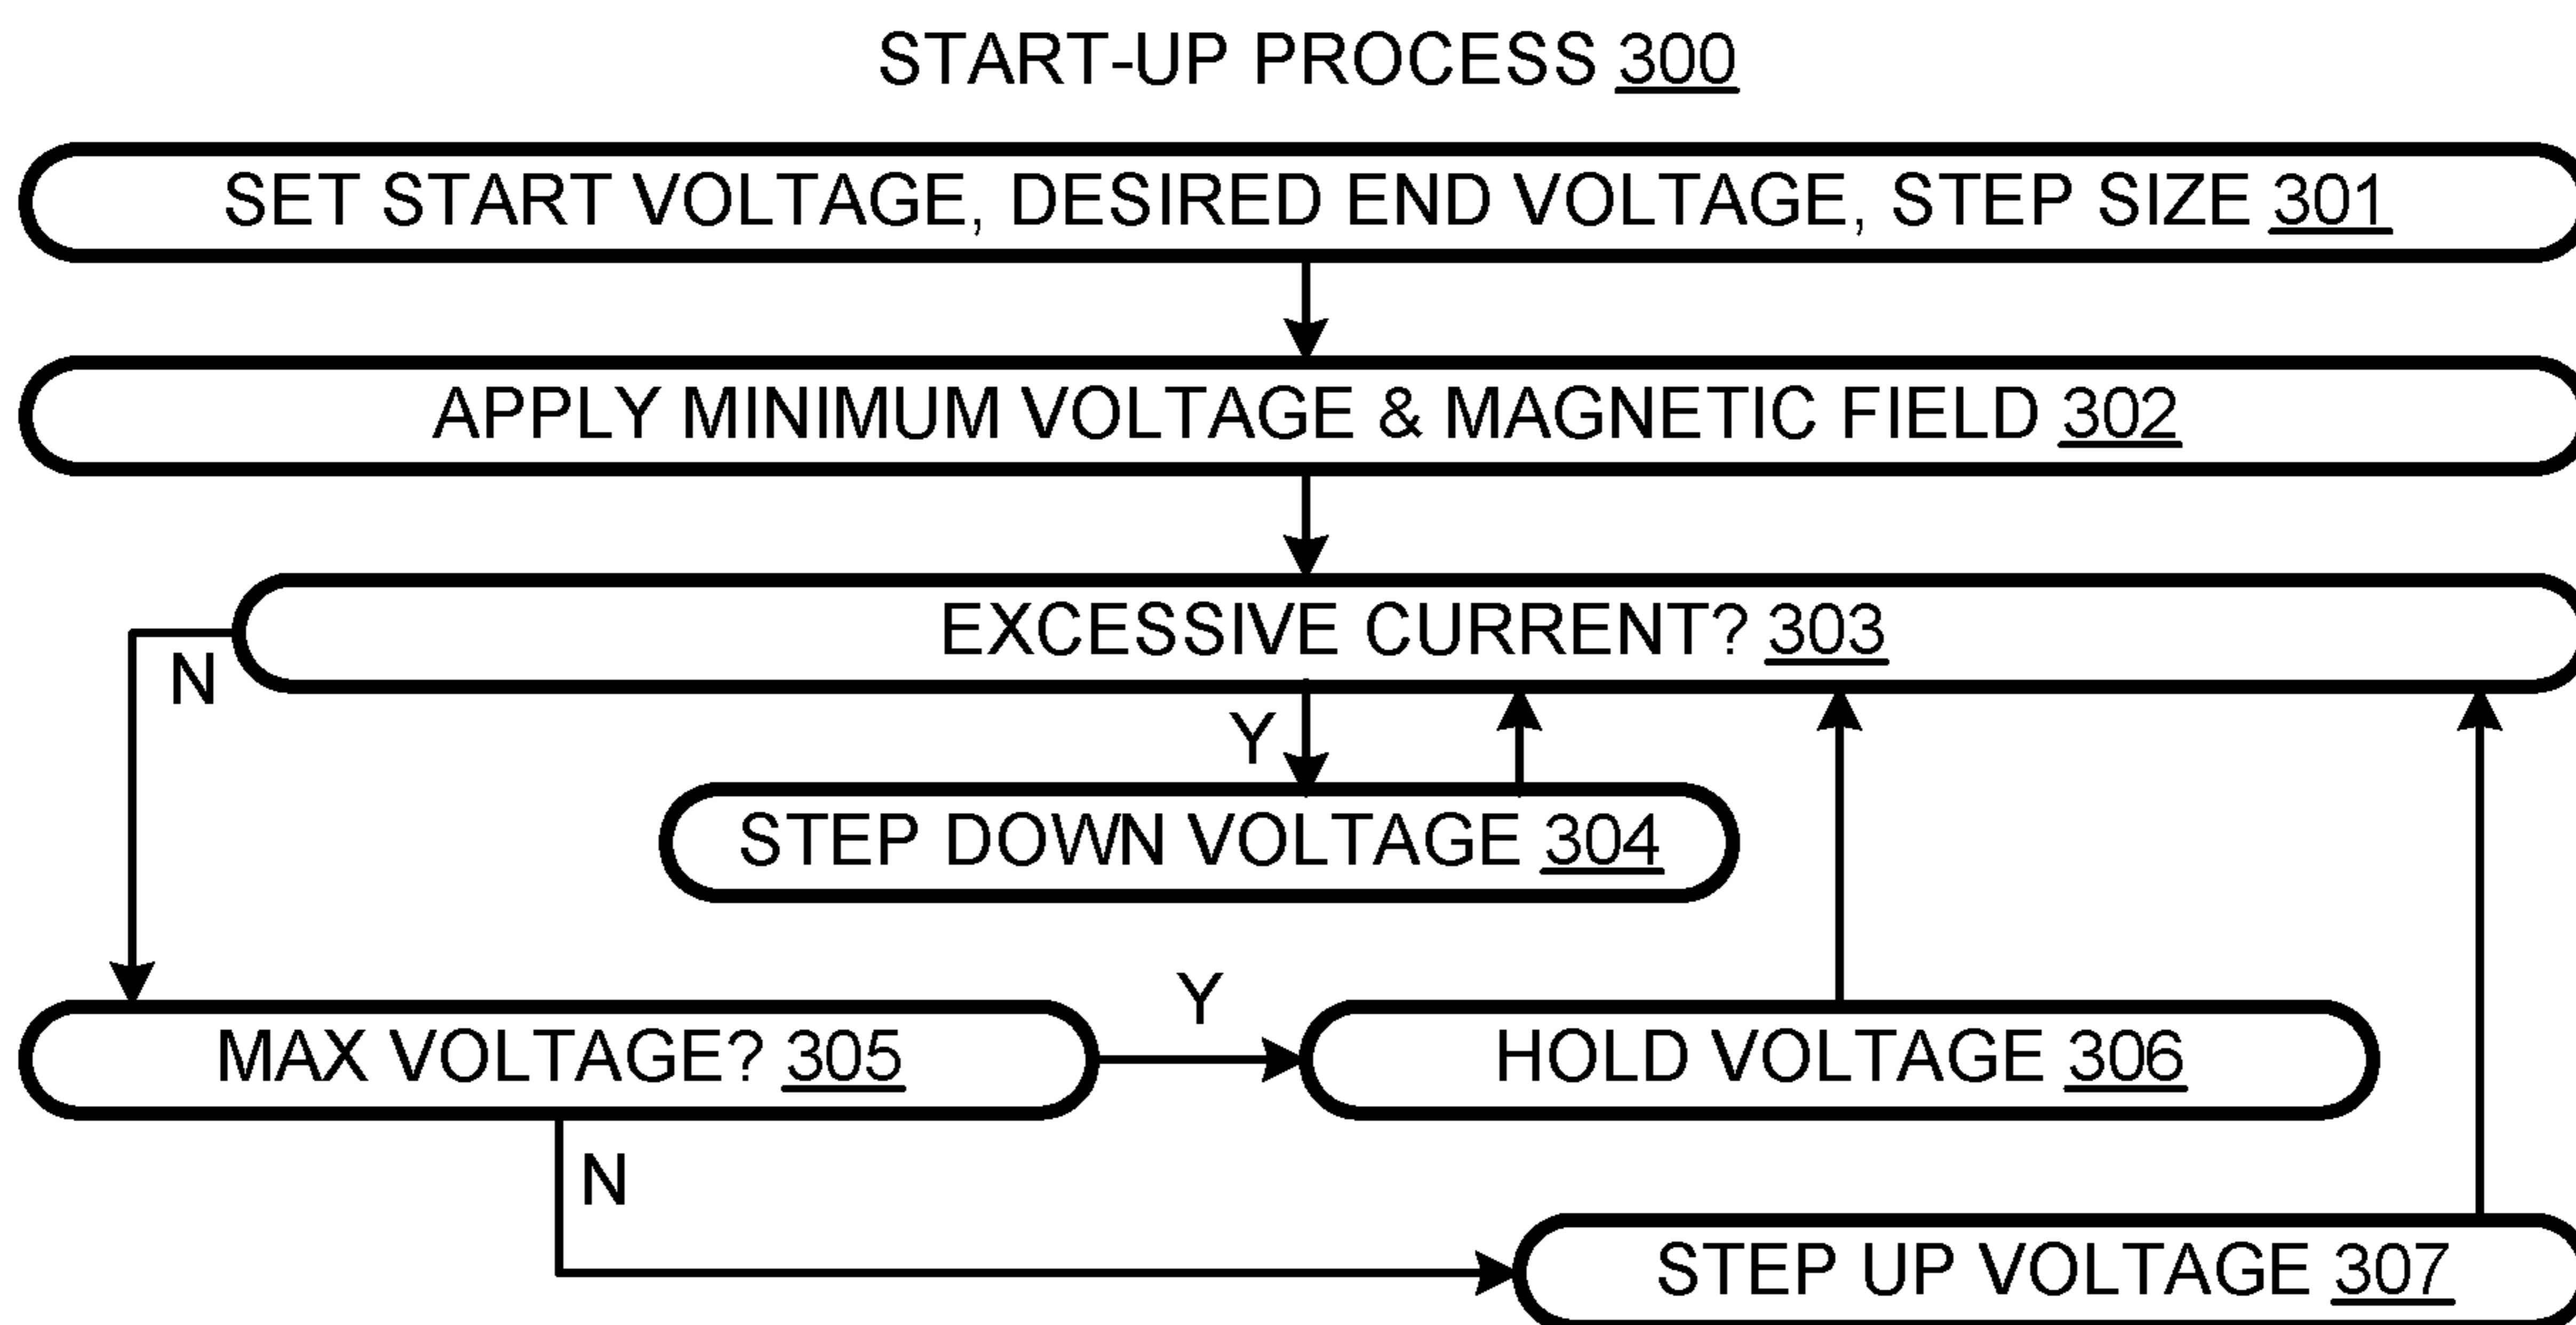 START-UP PROCESS 300
SET START VOLTAGE, DESIRED END VOLTAGE, STEP SIZE 301
APPLY MINIMUM VOLTAGE & MAGNETIC FIELD 302
EXCESSIVE CURRENT? 303
N
Y
STEP DOWN VOLTAGE 304
MAX VOLTAGE? 305
Y
HOLD VOLTAGE 306
N
STEP UP VOLTAGE 307